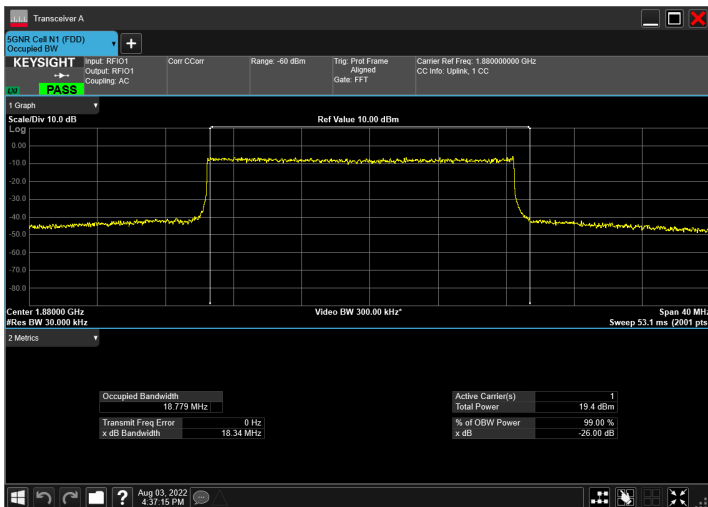 Transceiver A
5GNR Cell N1 (FDD)
Occupied BW
KEYSIGHT
LXI
PASS
Input: RFIO1
Output: RFIO1
Coupling: AC
Corr CCorr
Range: -60 dBm
Trig: Prot Frame
Aligned
Gate: FFT
Carrier Ref Freq: 1.880000000 GHz
CC Info: Uplink, 1 CC
1 Graph
Scale/Div 10.0 dB
Ref Value 10.00 dBm
Log
0.00
-10.0
-20.0
-30.0
-40.0
-50.0
-60.0
-70.0
-80.0
Center 1.88000 GHz
Video BW 300.00 kHz*
Span 40 MHz
#Res BW 30.000 kHz
Sweep 53.1 ms (2001 pts
2 Metrics
Occupied Bandwidth
18.779 MHz
Active Carrier(s) 1
Total Power 19.4 dBm
Transmit Freq Error 0 Hz
x dB Bandwidth 18.34 MHz
% of OBW Power 99.00 %
x dB -26.00 dB
?
Aug 03, 2022
4:37:15 PM